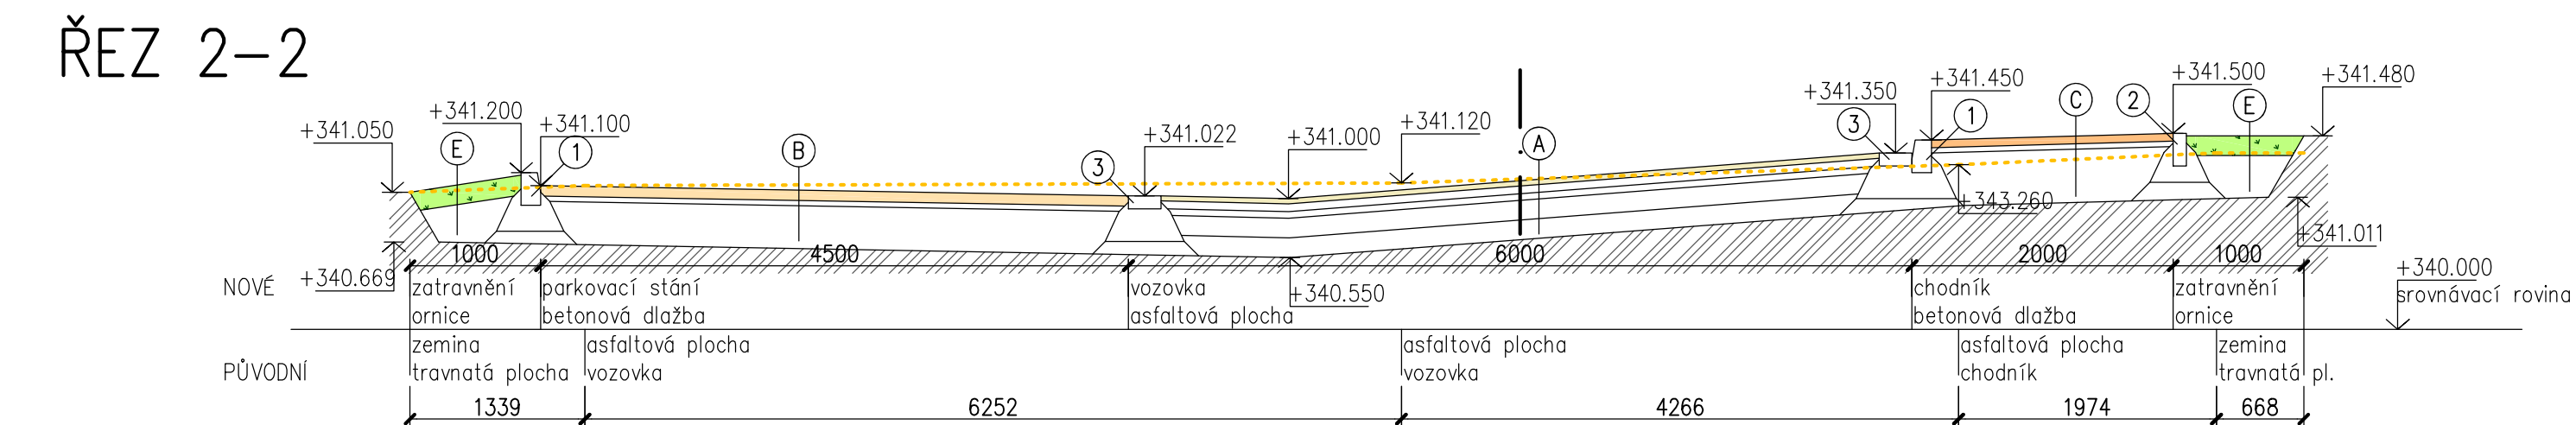 ŘEZ 2-2
+341.050
+341.200
+341.100
+341.022
+341.000
+341.120
+341.350
+341.450
+341.500
+341.480
E
1
B
3
A
3
1
C
2
E
+343.260
+341.011
1000
4500
6000
2000
1000
+340.669
+340.550
+340.000
srovnávací rovina
NOVÉ
zatravnění
ornice
parkovací stání
betonová dlažba
vozovka
asfaltová plocha
chodník
betonová dlažba
zatravnění
ornice
PŮVODNÍ
zemina
travnatá plocha
asfaltová plocha
vozovka
asfaltová plocha
vozovka
asfaltová plocha
chodník
zemina
travnatá pl.
1339
6252
4266
1974
668